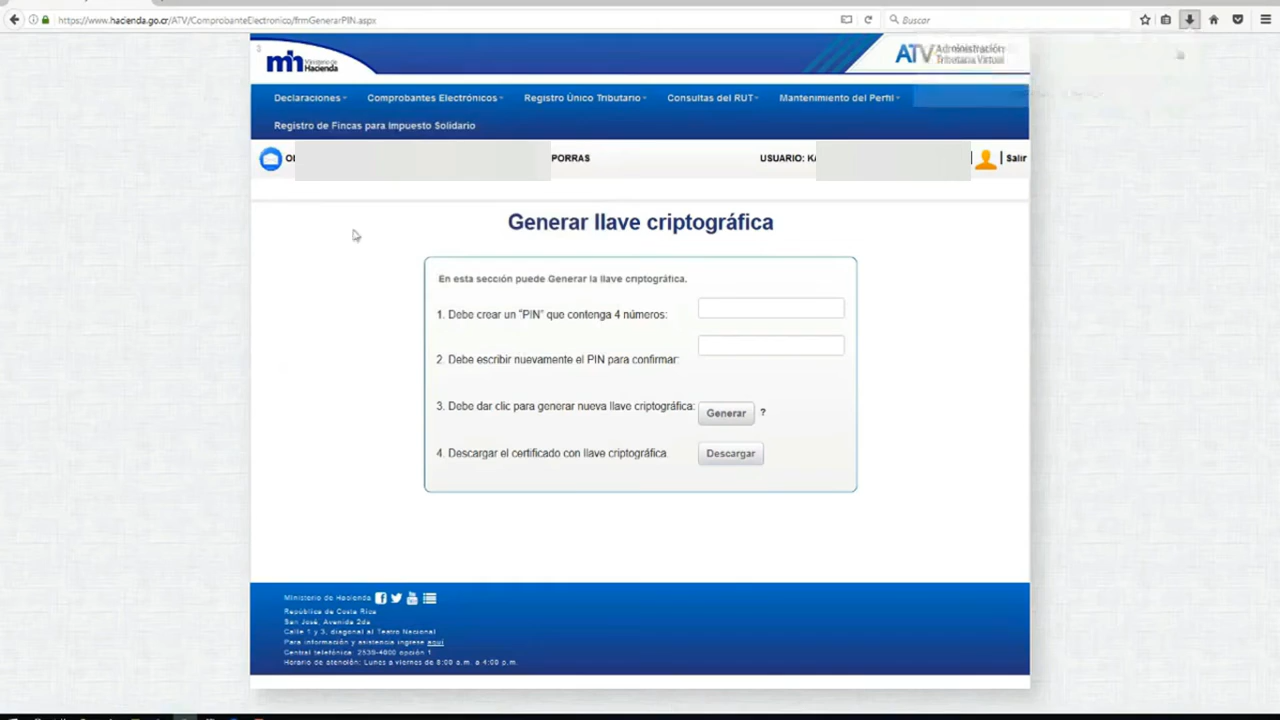 https://www.hacienda.go.cr/ATV/ComprobanteElectronico/frmGenerarPIN.aspx
Buscar
Ministerio de
Hacienda
ATV Administración
Tributaria Virtual
Declaraciones Comprobantes Electrónicos Registro Único Tributario Consultas del RUT Mantenimiento del Perfil
Registro de Fincas para Impuesto Solidario
PORRAS USUARIO: KA Salir
Generar llave criptográfica
En esta sección puede Generar la llave criptográfica.
1. Debe crear un "PIN" que contenga 4 números:
2. Debe escribir nuevamente el PIN para confirmar:
3. Debe dar clic para generar nueva llave criptográfica: Generar ?
4. Descargar el certificado con llave criptográfica Descargar
Ministerio de Hacienda
República de Costa Rica
San José, Avenida 2da
Calle 1 y 3, diagonal al Teatro Nacional
Para información y asistencia ingrese aquí
Central telefónica: 2539-4000 opción 1
Horario de atención: Lunes a viernes de 8:00 a.m. a 4:00 p.m.